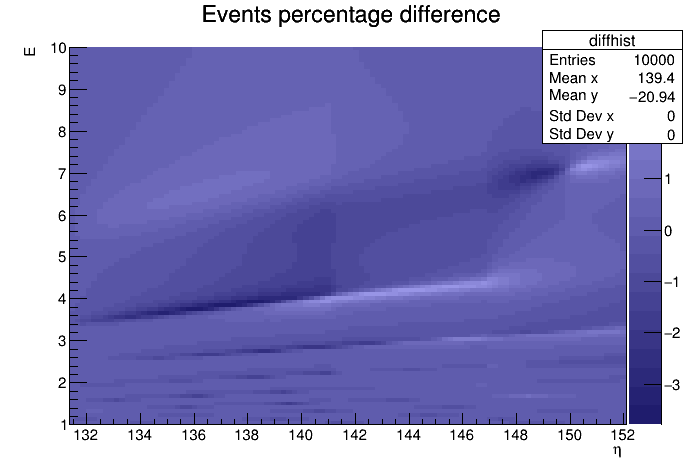 Events percentage difference
diffhist
Entries 10000
Mean x 139.4
Mean y −20.94
Std Dev x 0
Std Dev y 0
E
10
9
8
7
6
5
4
3
2
1
1
0
−1
−2
−3
132 134 136 138 140 142 144 146 148 150 152
η